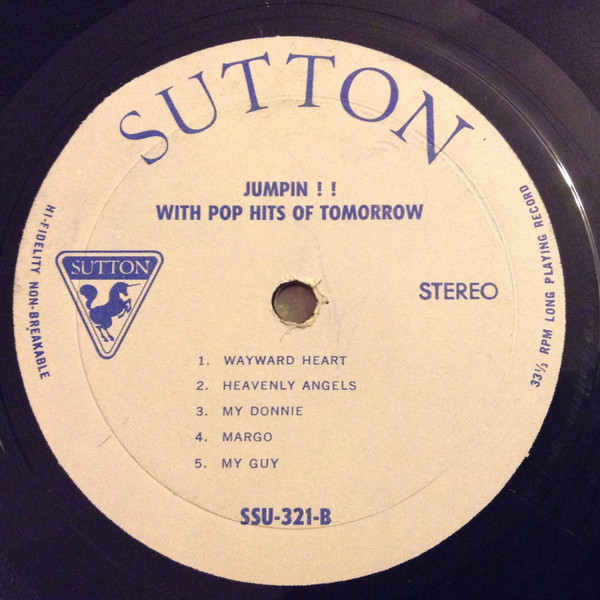 SUTTON
JUMPIN ! !
WITH POP HITS OF TOMORROW
HI-FIDELITY NON-BREAKABLE
SUTTON
STEREO
33⅓ RPM LONG PLAYING RECORD
1. WAYWARD HEART
2. HEAVENLY ANGELS
3. MY DONNIE
4. MARGO
5. MY GUY
SSU-321-B